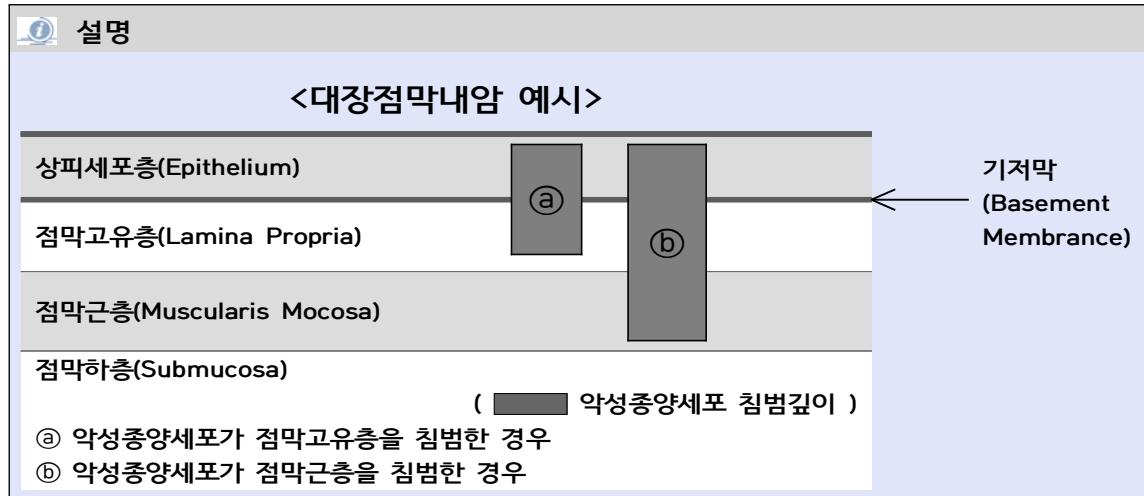 설명
<대장점막내암 예시>
상피세포층(Epithelium)
기저막
(Basement
Membrance)
ⓐ
점막고유층(Lamina Propria)
ⓑ
점막근층(Muscularis Mocosa)
점막하층(Submucosa)
( 악성종양세포 침범깊이 )
ⓐ 악성종양세포가 점막고유층을 침범한 경우
ⓑ 악성종양세포가 점막근층을 침범한 경우